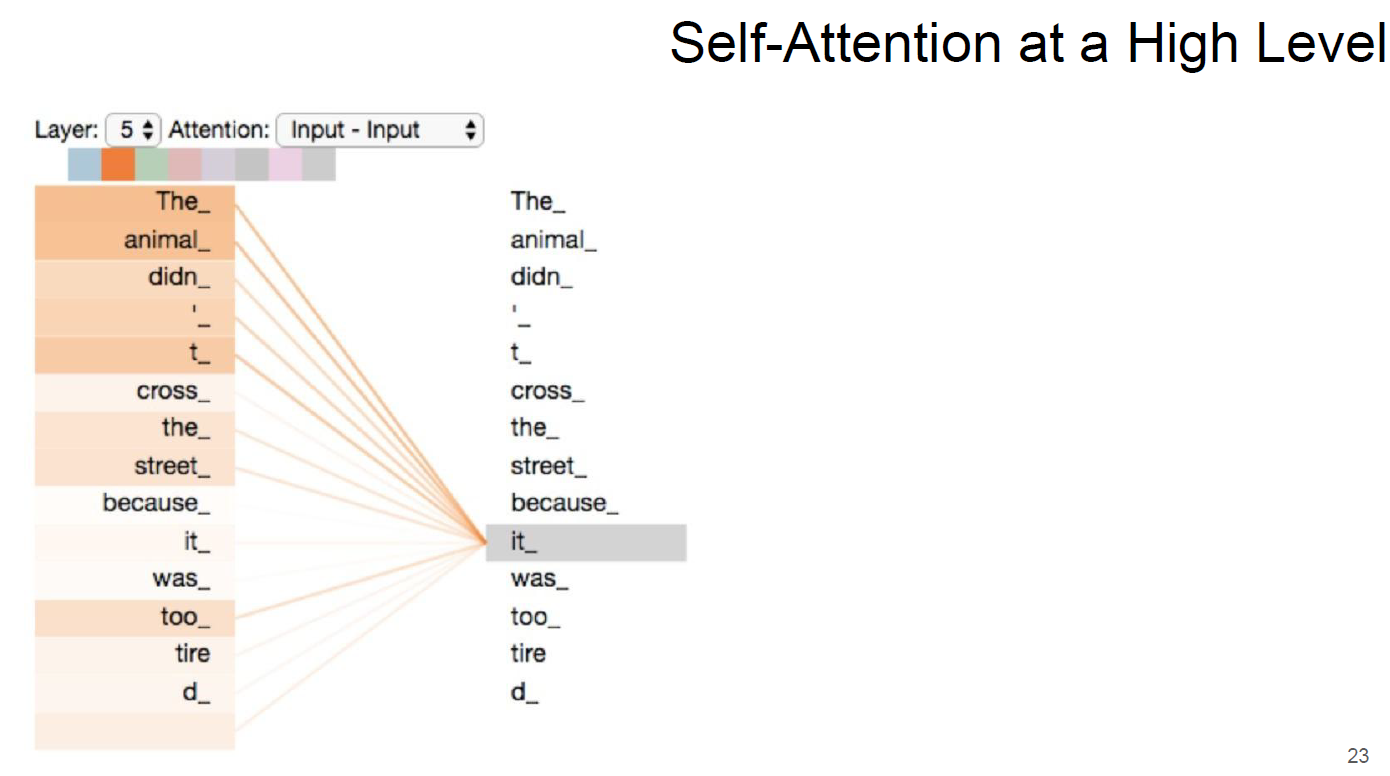 Self-Attention at a High Level
Layer: 5 Attention: Input - Input
The_ The_
animal_ animal_
didn_ didn_
'_ '_
t_ t_
cross_ cross_
the_ the_
street_ street_
because_ because_
it_ it_
was_ was_
too_ too_
tire tire
d_ d_
23